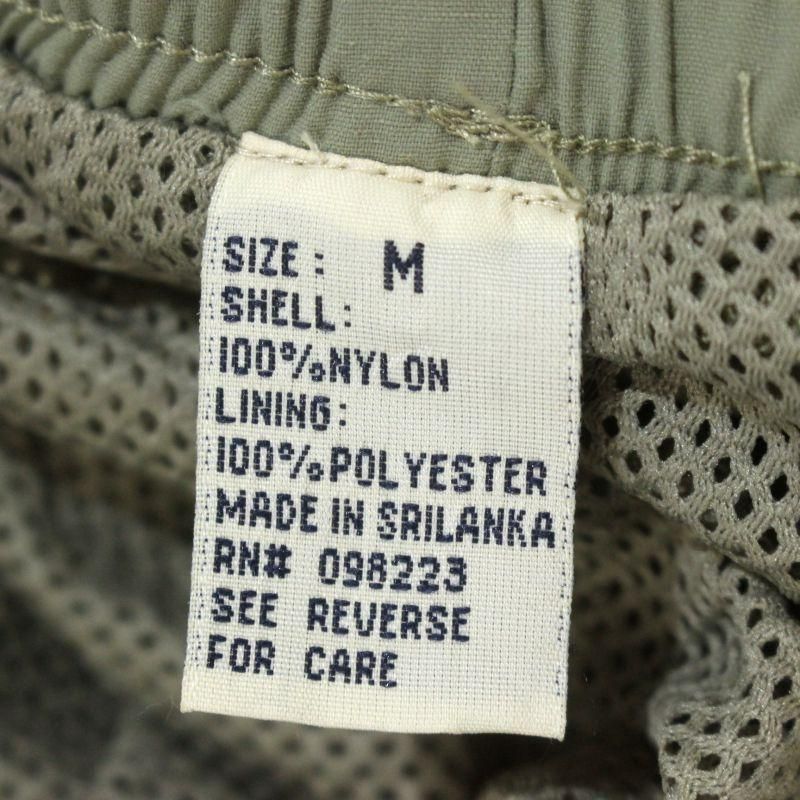 SIZE : M
SHELL:
100%NYLON
LINING:
100%POLYESTER
MADE IN SRILANKA
RN# 098223
SEE REVERSE
FOR CARE